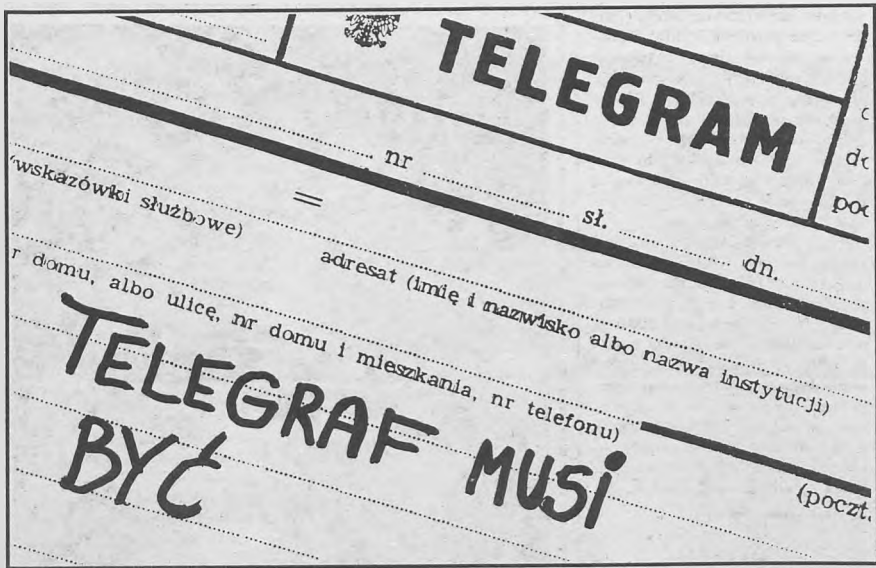 TELEGRAM
nr sł. dn.
(wskazówki służbowe) = adresat (imię i nazwisko albo nazwa instytucji)
r domu, albo ulicę, nr domu i mieszkania, nr telefonu)
(poczt
TELEGRAF MUSi
BYĆ